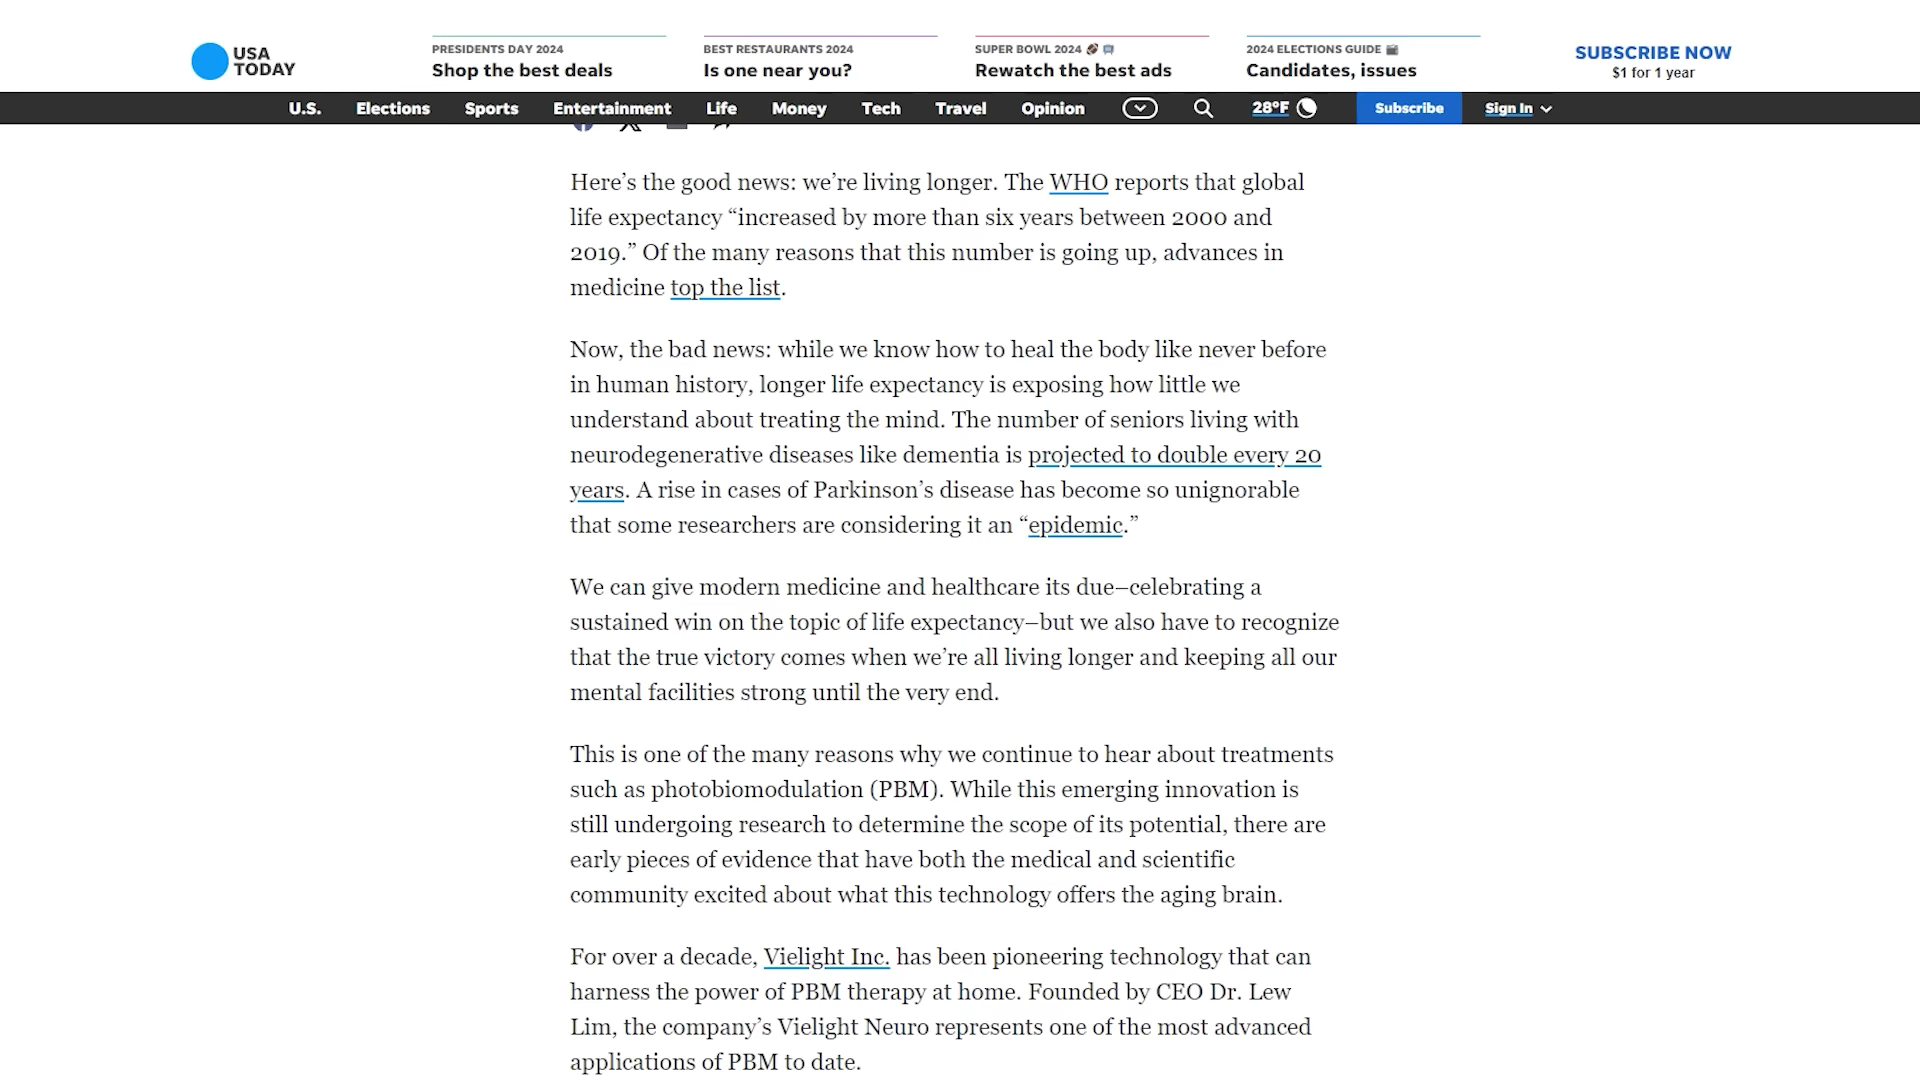 USA
TODAY
PRESIDENTS DAY 2024
Shop the best deals
BEST RESTAURANTS 2024
Is one near you?
SUPER BOWL 2024
Rewatch the best ads
2024 ELECTIONS GUIDE
Candidates, issues
SUBSCRIBE NOW
$1 for 1 year
U.S. Elections Sports Entertainment Life Money Tech Travel Opinion 28°F Subscribe Sign In
Here’s the good news: we’re living longer. The WHO reports that global
life expectancy “increased by more than six years between 2000 and
2019.” Of the many reasons that this number is going up, advances in
medicine top the list.
Now, the bad news: while we know how to heal the body like never before
in human history, longer life expectancy is exposing how little we
understand about treating the mind. The number of seniors living with
neurodegenerative diseases like dementia is projected to double every 20
years. A rise in cases of Parkinson’s disease has become so unignorable
that some researchers are considering it an “epidemic.”
We can give modern medicine and healthcare its due–celebrating a
sustained win on the topic of life expectancy–but we also have to recognize
that the true victory comes when we’re all living longer and keeping all our
mental facilities strong until the very end.
This is one of the many reasons why we continue to hear about treatments
such as photobiomodulation (PBM). While this emerging innovation is
still undergoing research to determine the scope of its potential, there are
early pieces of evidence that have both the medical and scientific
community excited about what this technology offers the aging brain.
For over a decade, Vielight Inc. has been pioneering technology that can
harness the power of PBM therapy at home. Founded by CEO Dr. Lew
Lim, the company’s Vielight Neuro represents one of the most advanced
applications of PBM to date.